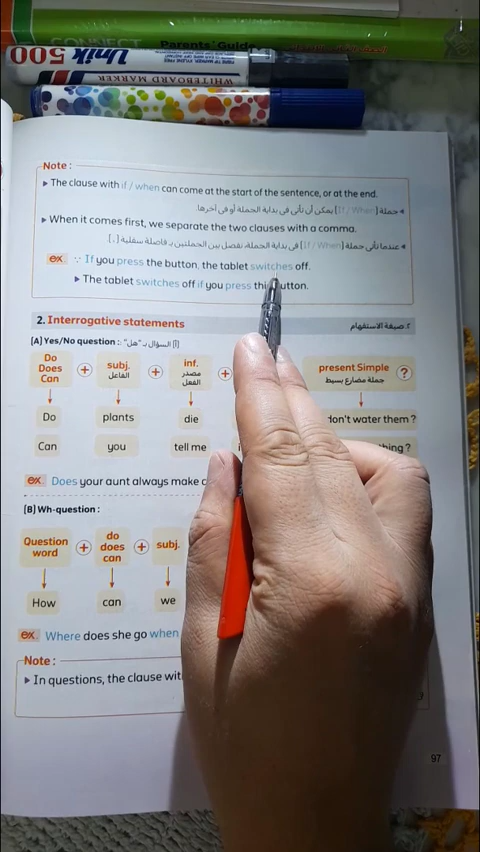 CONNECT Parents' Guide
Unik 500
WHITEBOARD MARKER
Note :
▸ The clause with if / when can come at the start of the sentence, or at the end.
◂ جملة [If / When] يمكن أن تأتى فى بداية الجملة أو فى آخرها.
▸ When it comes first, we separate the two clauses with a comma.
◂ عندما تأتى جملة [If / When] فى بداية الجملة، نفصل بين الجملتين بـ فاصلة سفلية [ , ]
ex. ∵ If you press the button, the tablet switches off.
▸ The tablet switches off if you press utton.
2. Interrogative statements ٢. صيغة الاستفهام
[A] Yes/No question : [أ] السؤال بـ "هل" :
Do Does Can + subj. الفاعل + inf. مصدر الفعل + present Simple جملة مضارع بسيط ?
Do plants die don't water them ?
Can you tell me hing ?
ex. Does your aunt always make
[B] Wh-question :
Question word + do does can + subj.
How can we
ex. Where does she go when
Note :
▸ In questions, the clause wit
97